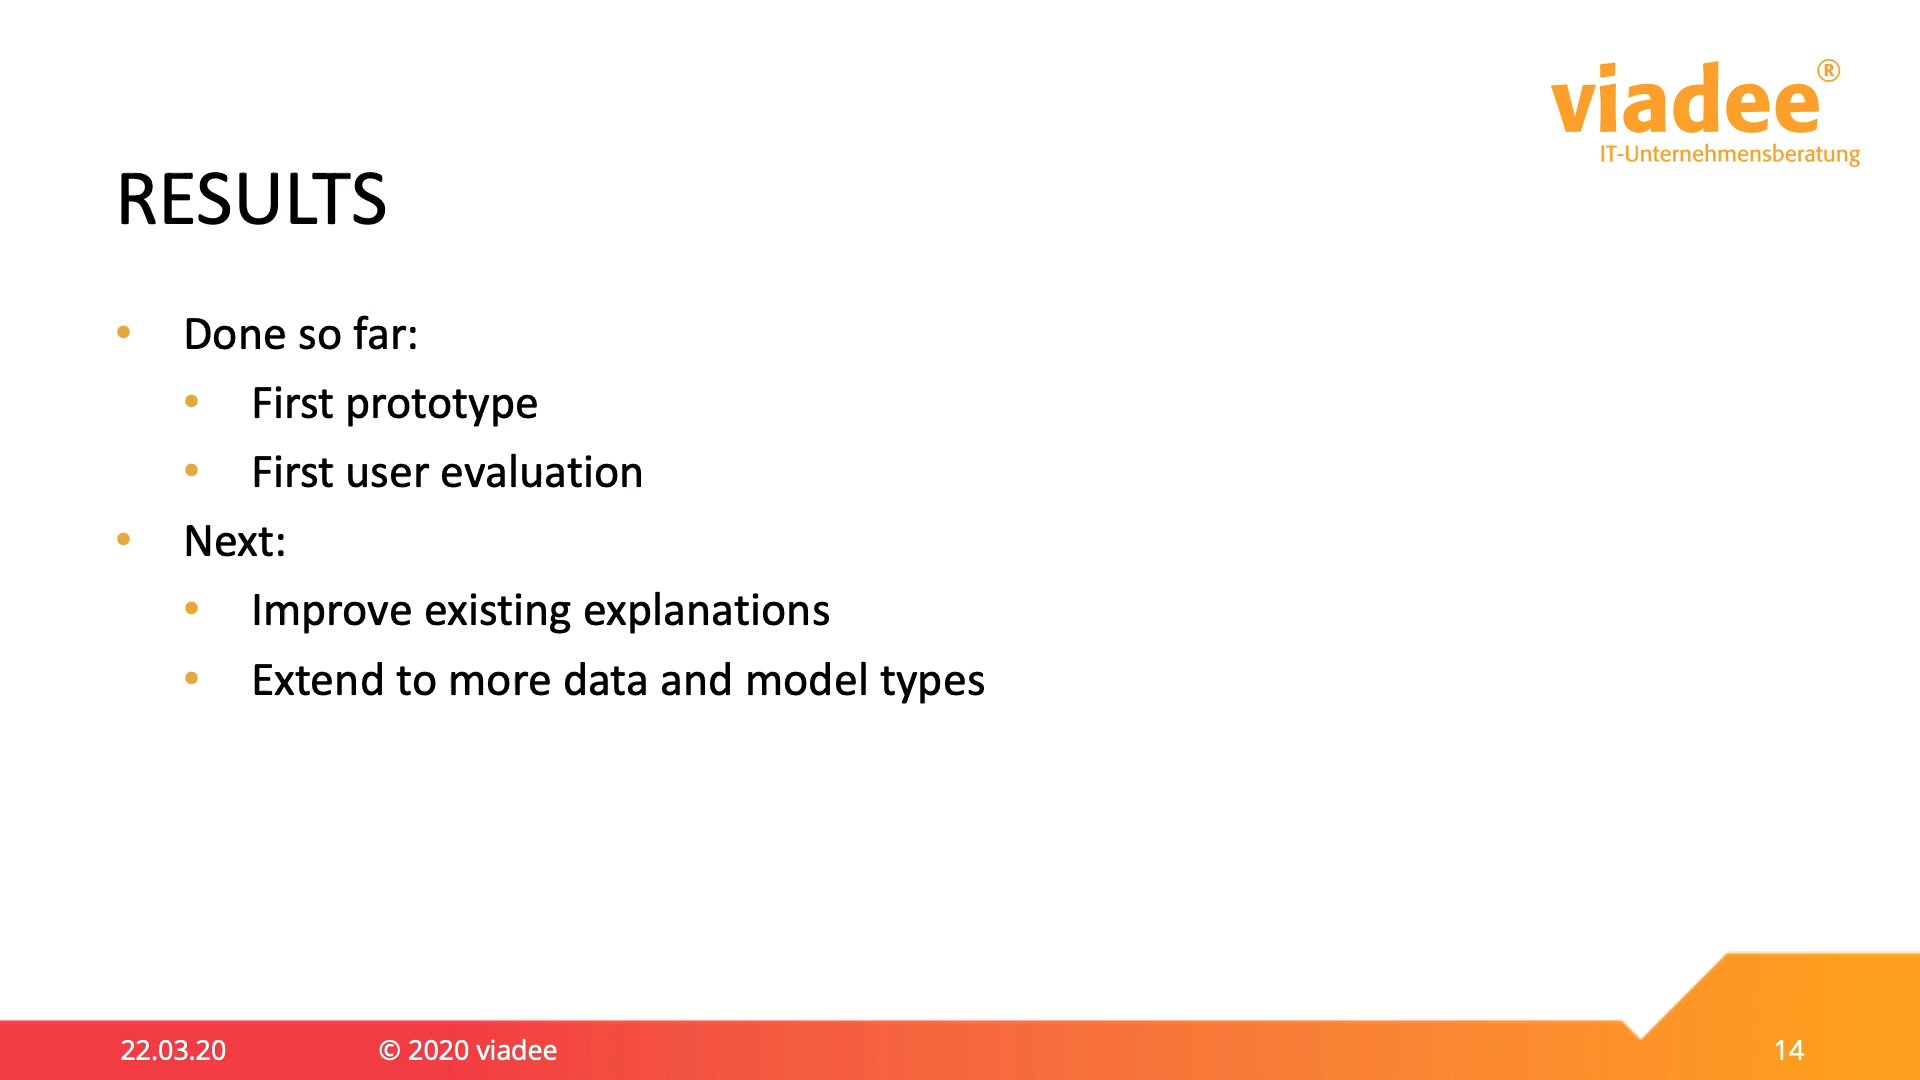 viadee®
IT-Unternehmensberatung
RESULTS
• Done so far:
• First prototype
• First user evaluation
• Next:
• Improve existing explanations
• Extend to more data and model types
22.03.20 © 2020 viadee 14